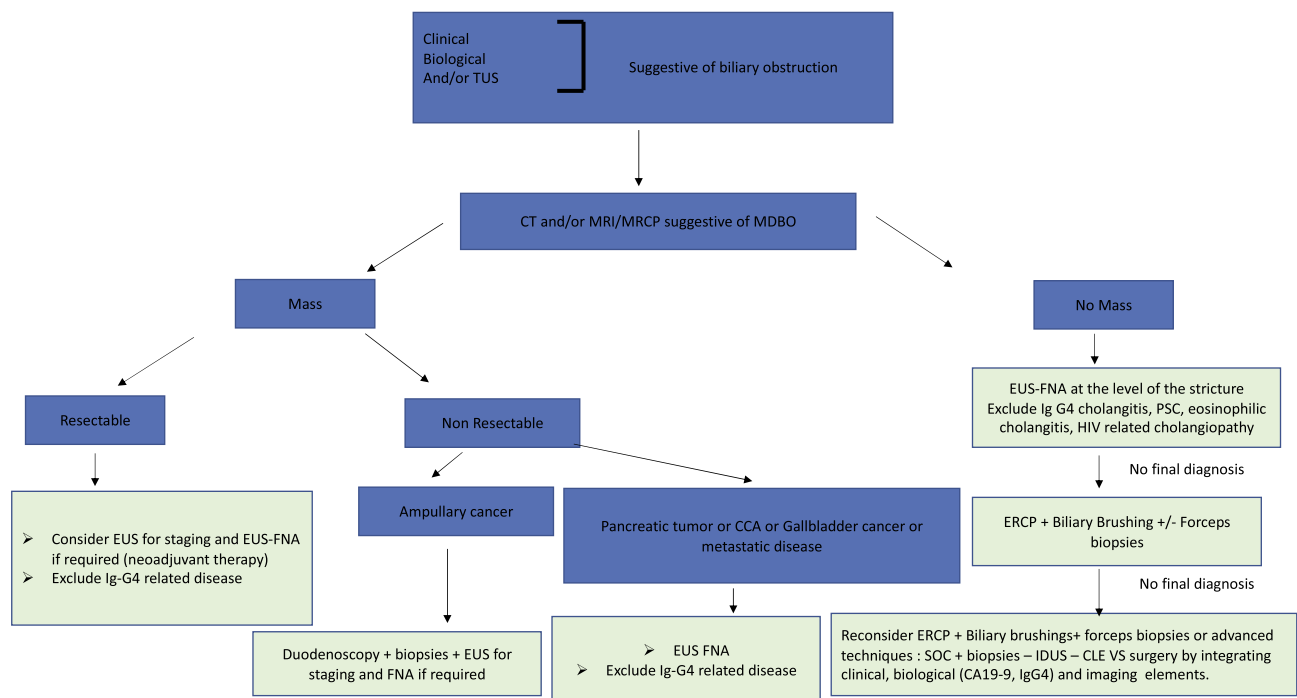 Clinical
Biological
And/or TUS
Suggestive of biliary obstruction
CT and/or MRI/MRCP suggestive of MDBO
Mass
No Mass
Resectable
Non Resectable
EUS-FNA at the level of the stricture
Exclude Ig G4 cholangitis, PSC, eosinophilic
cholangitis, HIV related cholangiopathy
No final diagnosis
Ampullary cancer
Pancreatic tumor or CCA or Gallbladder cancer or
metastatic disease
ERCP + Biliary Brushing +/- Forceps
biopsies
➢ Consider EUS for staging and EUS-FNA
if required (neoadjuvant therapy)
➢ Exclude Ig-G4 related disease
No final diagnosis
Duodenoscopy + biopsies + EUS for
staging and FNA if required
➢ EUS FNA
➢ Exclude Ig-G4 related disease
Reconsider ERCP + Biliary brushings+ forceps biopsies or advanced
techniques : SOC + biopsies – IDUS – CLE VS surgery by integrating
clinical, biological (CA19-9, IgG4) and imaging elements.